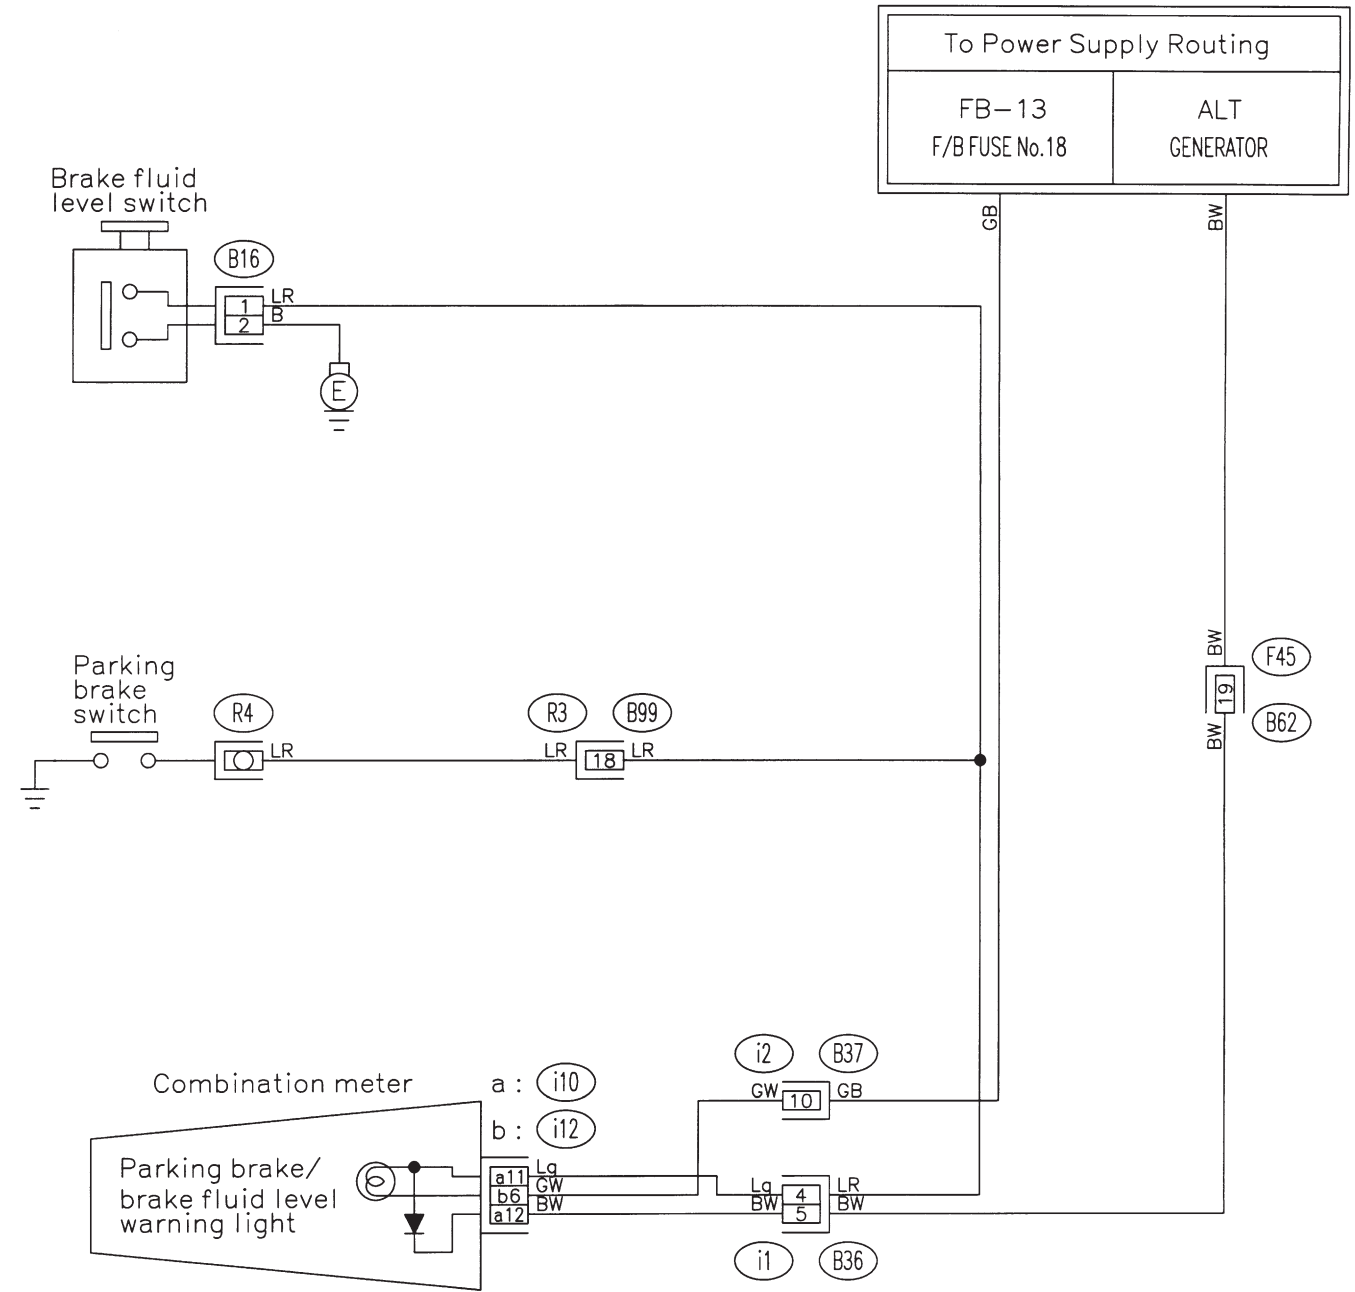 To Power Supply Routing
FB-13
F/B FUSE No.18
ALT
GENERATOR
GB
BW
Brake fluid
level switch
B16
1
LR
2
B
E
BW
F45
19
B62
BW
Parking
brake
switch
R4
LR
R3
B99
LR
18
LR
i2
B37
GW
10
GB
Combination meter
a : i10
b : i12
Parking brake/
brake fluid level
warning light
a11
Lg
b6
GW
a12
BW
Lg
4
LR
BW
5
BW
i1
B36